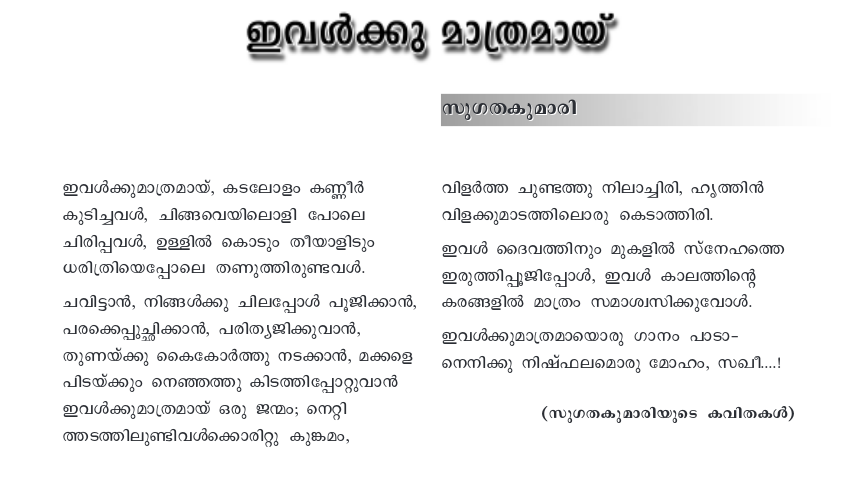 ഇവൾക്കു മാത്രമായ്
സുഗതകുമാരി
ഇവൾക്കുമാത്രമായ്, കടലോളം കണ്ണീർ
കുടിച്ചവൾ, ചിങ്ങവെയിലൊളി പോലെ
ചിരിപ്പവൾ, ഉള്ളിൽ കൊടും തീയാളിടും
ധരിത്രിയെപ്പോലെ തണുത്തിരുണ്ടവൾ.
ചവിട്ടാൻ, നിങ്ങൾക്കു ചിലപ്പോൾ പൂജിക്കാൻ,
പരക്കെപ്പുച്ഛിക്കാൻ, പരിത്യജിക്കുവാൻ,
തുണയ്ക്കു കൈകോർത്തു നടക്കാൻ, മക്കളെ
പിടയ്ക്കും നെഞ്ഞത്തു കിടത്തിപ്പോറ്റുവാൻ
ഇവൾക്കുമാത്രമായ് ഒരു ജന്മം; നെറ്റി
ത്തടത്തിലുണ്ടിവൾക്കൊരിറ്റു കുങ്കമം,
വിളർത്ത ചുണ്ടത്തു നിലാച്ചിരി, ഹൃത്തിൻ
വിളക്കുമാടത്തിലൊരു കെടാത്തിരി.
ഇവൾ ദൈവത്തിനും മുകളിൽ സ്നേഹത്തെ
ഇരുത്തിപ്പൂജിപ്പോൾ, ഇവൾ കാലത്തിന്റെ
കരങ്ങളിൽ മാത്രം സമാശ്വസിക്കുവോൾ.
ഇവൾക്കുമാത്രമായൊരു ഗാനം പാടാ-
നെനിക്കു നിഷ്ഫലമൊരു മോഹം, സഖീ....!
(സുഗതകുമാരിയുടെ കവിതകൾ)